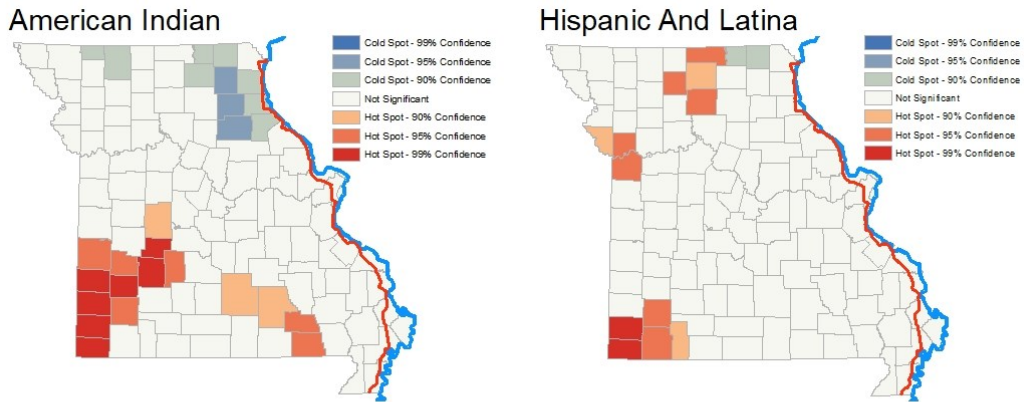 American Indian
Cold Spot - 99% Confidence
Cold Spot - 95% Confidence
Cold Spot - 90% Confidence
Not Significant
Hot Spot - 90% Confidence
Hot Spot - 95% Confidence
Hot Spot - 99% Confidence
Hispanic And Latina
Cold Spot - 99% Confidence
Cold Spot - 95% Confidence
Cold Spot - 90% Confidence
Not Significant
Hot Spot - 90% Confidence
Hot Spot - 95% Confidence
Hot Spot - 99% Confidence